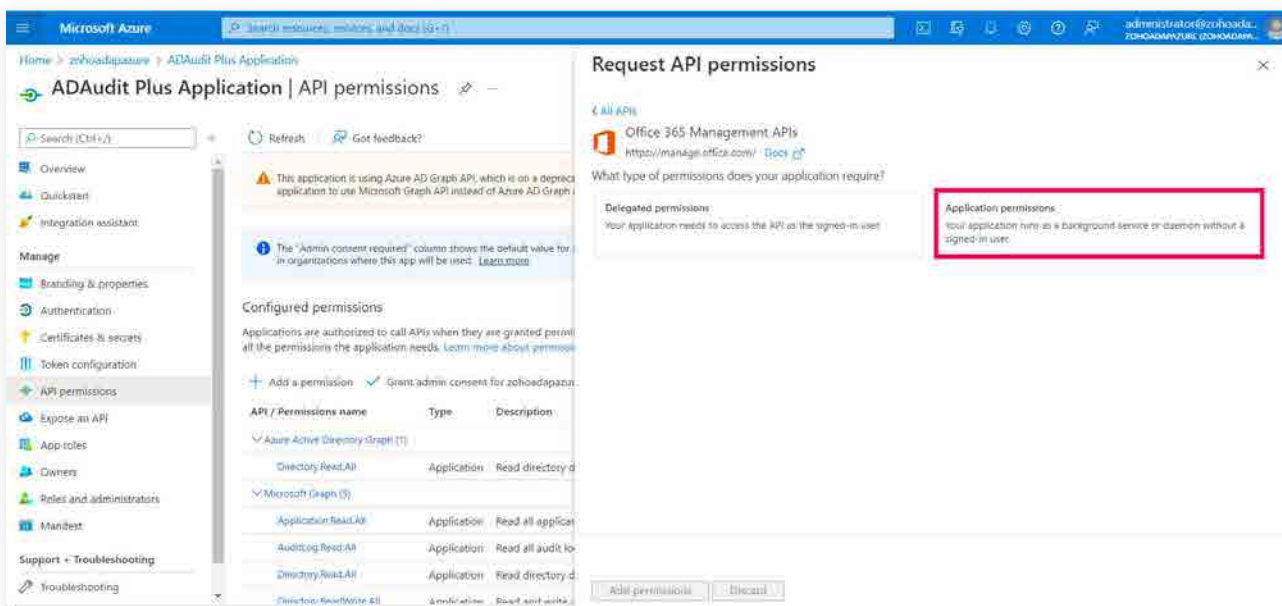 Microsoft Azure
Search resources, services, and docs (G+/)
administrator@zohoada...
ZOHOADAPAZURE (ZOHOADAPA...
Home > zohoadapazure > ADAudit Plus Application
ADAudit Plus Application | API permissions
Search (Ctrl+/)
Overview
Quickstart
Integration assistant
Manage
Branding & properties
Authentication
Certificates & secrets
Token configuration
API permissions
Expose an API
App roles
Owners
Roles and administrators
Manifest
Support + Troubleshooting
Troubleshooting
Refresh
Got feedback?
This application is using Azure AD Graph API, which is on a depreca
application to use Microsoft Graph API instead of Azure AD Graph
The "Admin consent required" column shows the default value for
in organizations where this app will be used. Learn more
Configured permissions
Applications are authorized to call APIs when they are granted permi
all the permissions the application needs. Learn more about permissi
Add a permission
Grant admin consent for zohoadapazur
API / Permissions name Type Description
Azure Active Directory Graph (1)
Directory.Read.All Application Read directory d
Microsoft Graph (5)
Application.Read.All Application Read all applicat
AuditLog.Read.All Application Read all audit lo
Directory.Read.All Application Read directory d
Directory.ReadWrite.All Application Read and write
Request API permissions
All APIs
Office 365 Management APIs
https://manage.office.com/ Docs
What type of permissions does your application require?
Delegated permissions
Your application needs to access the API as the signed-in user.
Application permissions
Your application runs as a background service or daemon without a
signed-in user.
Add permissions
Discard